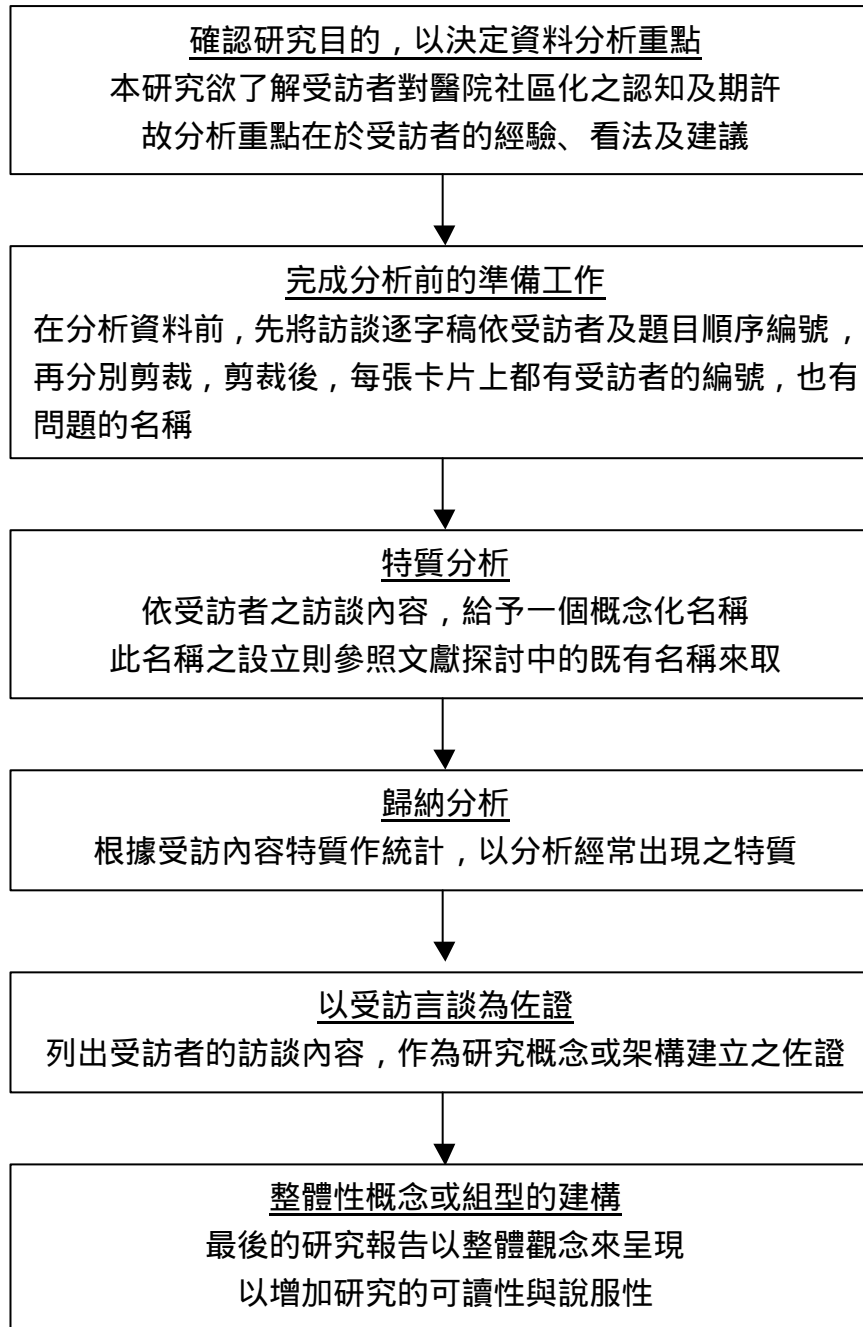 確認研究目的，以決定資料分析重點
本研究欲了解受訪者對醫院社區化之認知及期許
故分析重點在於受訪者的經驗、看法及建議
完成分析前的準備工作
在分析資料前，先將訪談逐字稿依受訪者及題目順序編號，
再分別剪裁，剪裁後，每張卡片上都有受訪者的編號，也有
問題的名稱
特質分析
依受訪者之訪談內容，給予一個概念化名稱
此名稱之設立則參照文獻探討中的既有名稱來取
歸納分析
根據受訪內容特質作統計，以分析經常出現之特質
以受訪言談為佐證
列出受訪者的訪談內容，作為研究概念或架構建立之佐證
整體性概念或組型的建構
最後的研究報告以整體觀念來呈現
以增加研究的可讀性與說服性